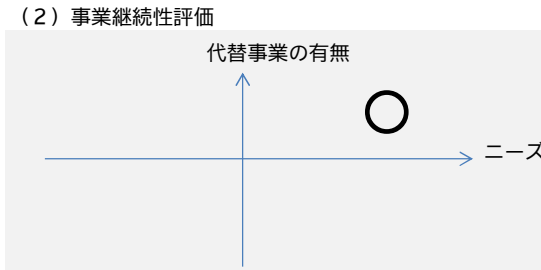 （２）事業継続性評価
代替事業の有無
ニーズ